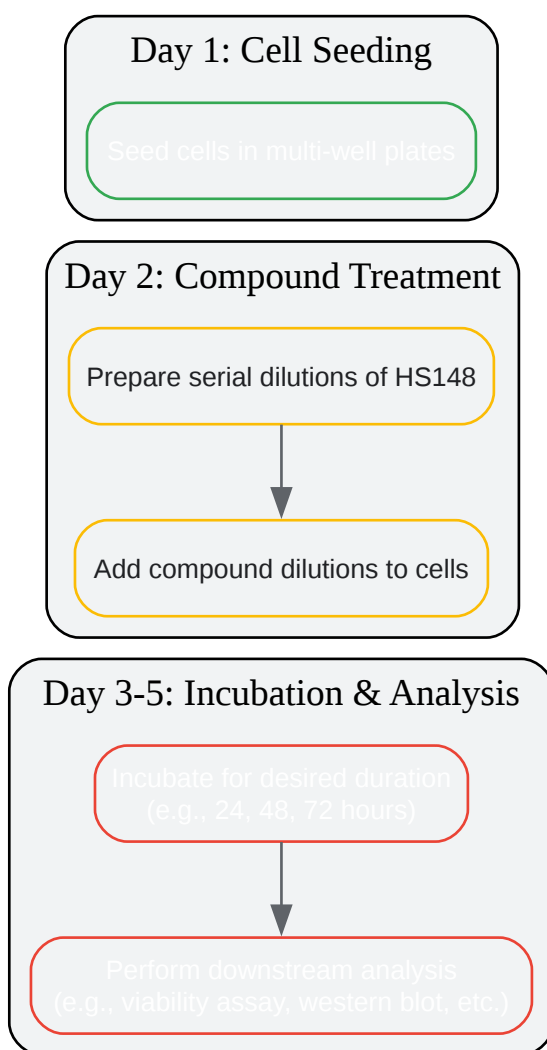 Day 1: Cell Seeding
Seed cells in multi-well plates
Day 2: Compound Treatment
Prepare serial dilutions of HS148
Add compound dilutions to cells
Day 3-5: Incubation & Analysis
Incubate for desired duration
(e.g., 24, 48, 72 hours)
Perform downstream analysis
(e.g., viability assay, western blot, etc.)